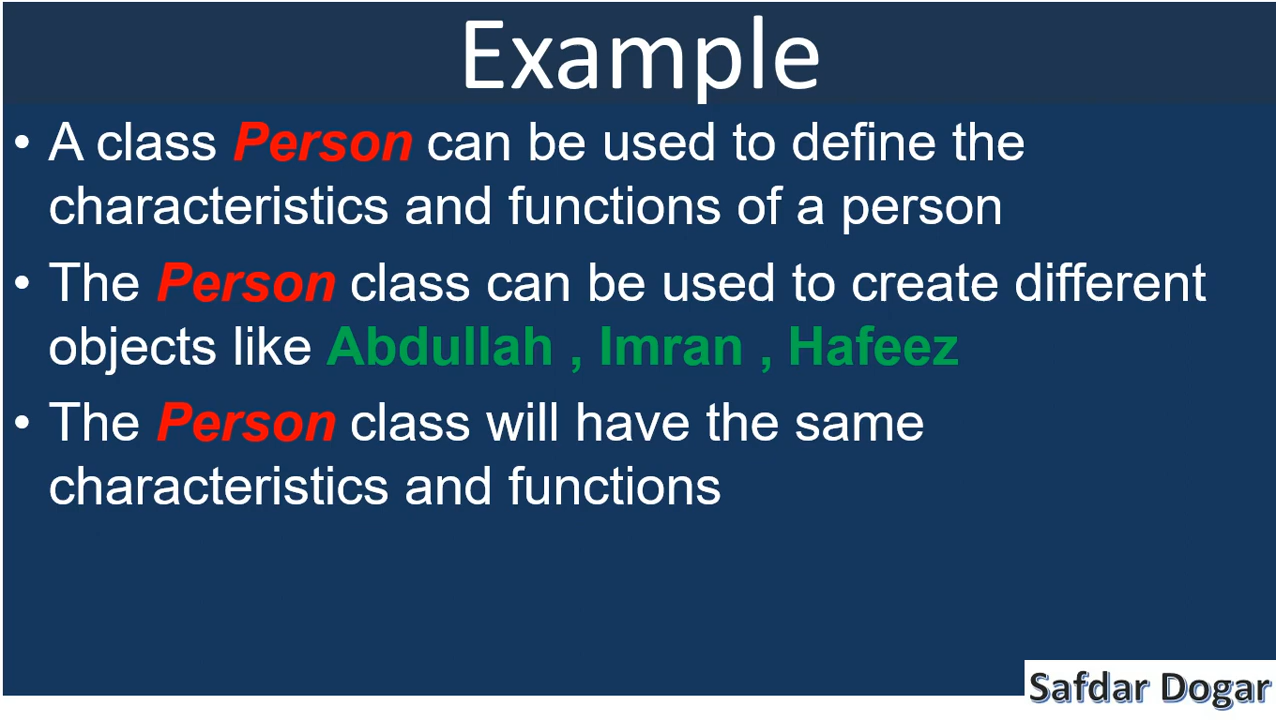 Example
• A class Person can be used to define the
characteristics and functions of a person
• The Person class can be used to create different
objects like Abdullah , Imran , Hafeez
• The Person class will have the same
characteristics and functions
Safdar Dogar